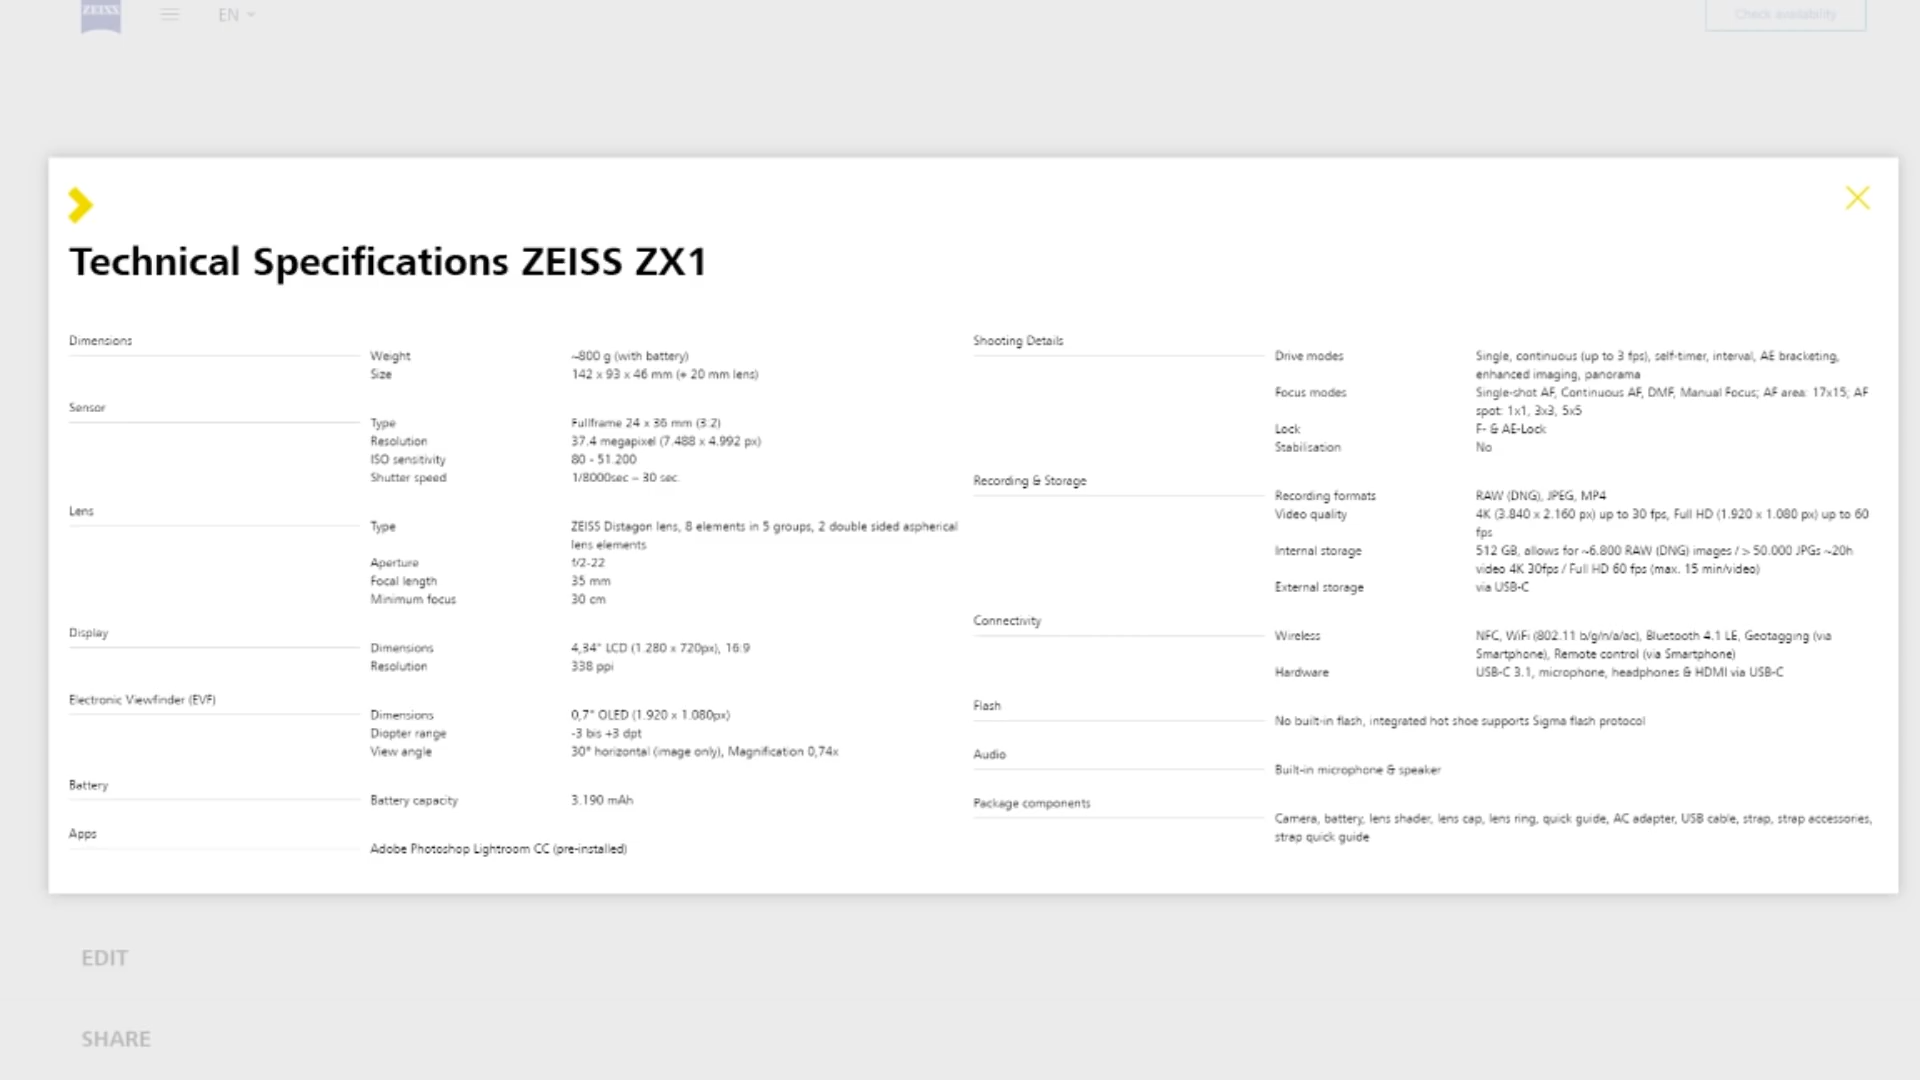 ZEISS
EN
Check availability
Technical Specifications ZEISS ZX1
Dimensions
Weight ~800 g (with battery)
Size 142 x 93 x 46 mm (+ 20 mm lens)
Sensor
Type Fullframe 24 x 36 mm (3:2)
Resolution 37.4 megapixel (7.488 x 4.992 px)
ISO sensitivity 80 - 51.200
Shutter speed 1/8000sec – 30 sec.
Lens
Type ZEISS Distagon lens, 8 elements in 5 groups, 2 double sided aspherical
lens elements
Aperture f/2-22
Focal length 35 mm
Minimum focus 30 cm
Display
Dimensions 4,34" LCD (1.280 x 720px), 16:9
Resolution 338 ppi
Electronic Viewfinder (EVF)
Dimensions 0,7" OLED (1.920 x 1.080px)
Diopter range -3 bis +3 dpt
View angle 30° horizontal (image only), Magnification 0,74x
Battery
Battery capacity 3.190 mAh
Apps
Adobe Photoshop Lightroom CC (pre-installed)
Shooting Details
Drive modes Single, continuous (up to 3 fps), self-timer, interval, AE bracketing,
enhanced imaging, panorama
Focus modes Single-shot AF, Continuous AF, DMF, Manual Focus; AF area: 17x15; AF
spot: 1x1, 3x3, 5x5
Lock F- & AE-Lock
Stabilisation No
Recording & Storage
Recording formats RAW (DNG), JPEG, MP4
Video quality 4K (3.840 x 2.160 px) up to 30 fps, Full HD (1.920 x 1.080 px) up to 60
fps
Internal storage 512 GB, allows for ~6.800 RAW (DNG) images / > 50.000 JPGs ~20h
video 4K 30fps / Full HD 60 fps (max. 15 min/video)
External storage via USB-C
Connectivity
Wireless NFC, WiFi (802.11 b/g/n/a/ac), Bluetooth 4.1 LE, Geotagging (via
Smartphone), Remote control (via Smartphone)
Hardware USB-C 3.1, microphone, headphones & HDMI via USB-C
Flash
No built-in flash, integrated hot shoe supports Sigma flash protocol
Audio
Built-in microphone & speaker
Package components
Camera, battery, lens shader, lens cap, lens ring, quick guide, AC adapter, USB cable, strap, strap accessories,
strap quick guide
EDIT
SHARE